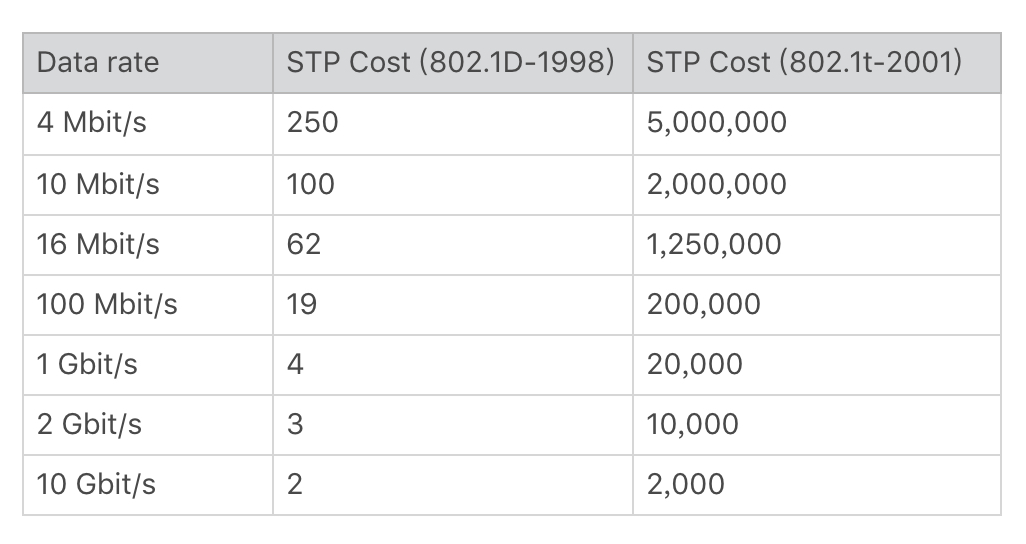 Data rate STP Cost (802.1D-1998) STP Cost (802.1t-2001)
4 Mbit/s 250 5,000,000
10 Mbit/s 100 2,000,000
16 Mbit/s 62 1,250,000
100 Mbit/s 19 200,000
1 Gbit/s 4 20,000
2 Gbit/s 3 10,000
10 Gbit/s 2 2,000